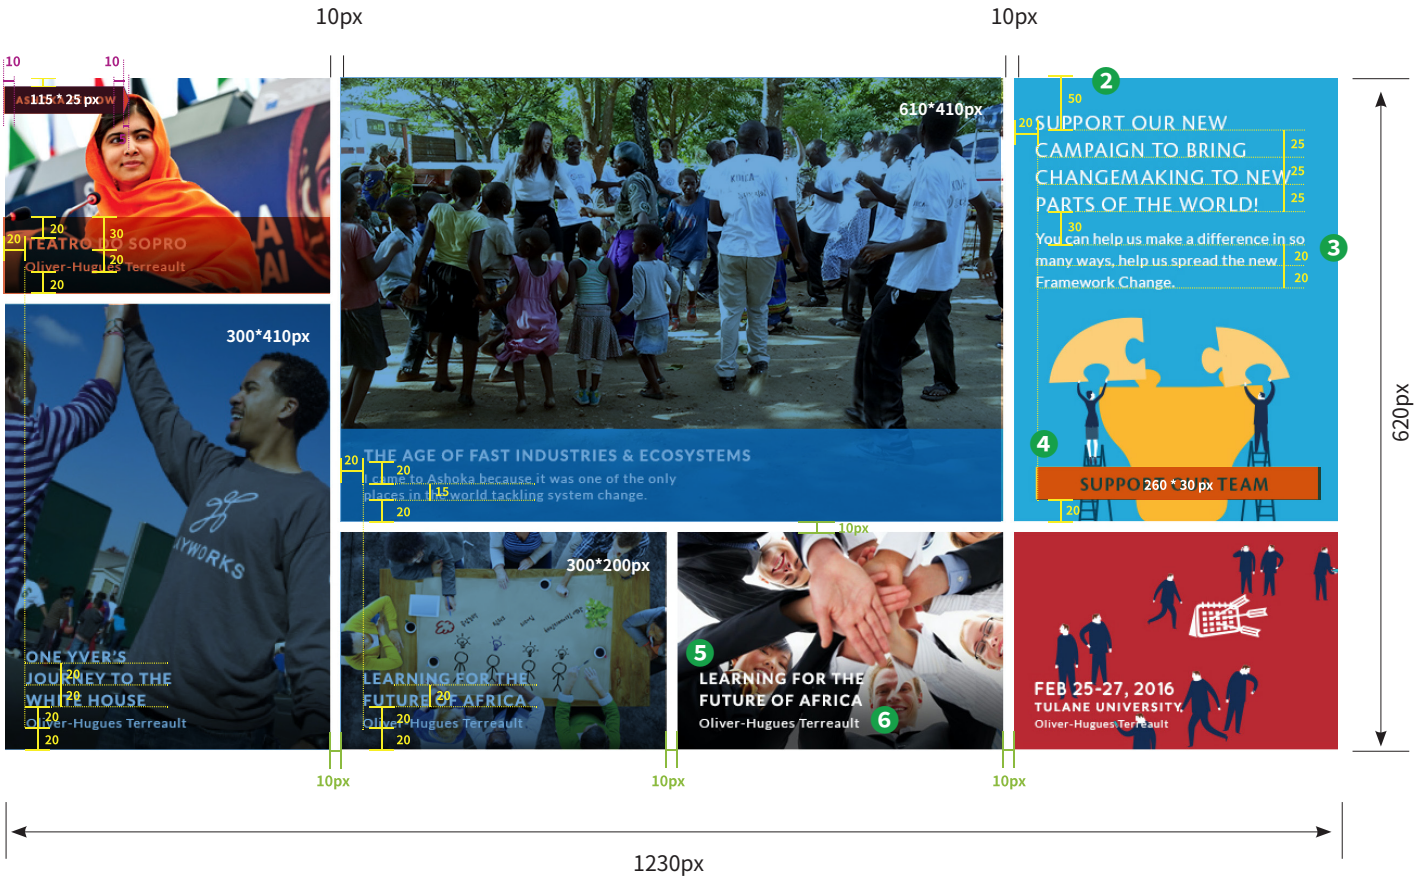 10px
10px
10
10
115 * 25 px
20
20
30
20
20
TEATRO DO SOPRO
Oliver-Hugues Terreault
610*410px
20
20
15
20
THE AGE OF FAST INDUSTRIES & ECOSYSTEMS
I came to Ashoka because it was one of the only
places in the world tackling system change.
2
50
20
SUPPORT OUR NEW
CAMPAIGN TO BRING
CHANGEMAKING TO NEW
PARTS OF THE WORLD!
25
25
25
30
You can help us make a difference in so
many ways, help us spread the new
Framework Change.
3
20
20
4
SUPPORT OUR TEAM
260 * 30 px
20
620px
300*410px
ONE YVER'S
JOURNEY TO THE
WHITE HOUSE
Oliver-Hugues Terreault
20
20
20
20
10px
300*200px
LEARNING FOR THE
FUTURE OF AFRICA
Oliver-Hugues Terreault
20
20
20
5
LEARNING FOR THE
FUTURE OF AFRICA
Oliver-Hugues Terreault
6
FEB 25-27, 2016
TULANE UNIVERSITY.
Oliver-Hugues Terreault
10px
10px
10px
1230px